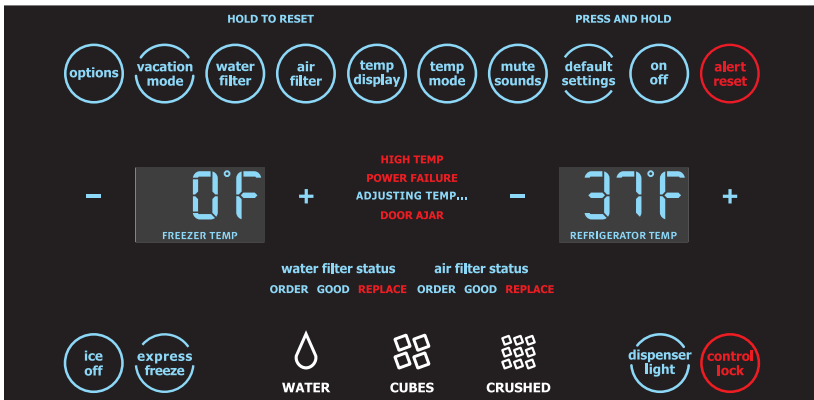 HOLD TO RESET PRESS AND HOLD
options vacation mode water filter air filter temp display temp mode mute sounds default settings on off alert reset
HIGH TEMP
POWER FAILURE
- 0°F + ADJUSTING TEMP... - 37°F +
DOOR AJAR
FREEZER TEMP REFRIGERATOR TEMP
water filter status air filter status
ORDER GOOD REPLACE ORDER GOOD REPLACE
ice off express freeze dispenser light control lock
WATER CUBES CRUSHED